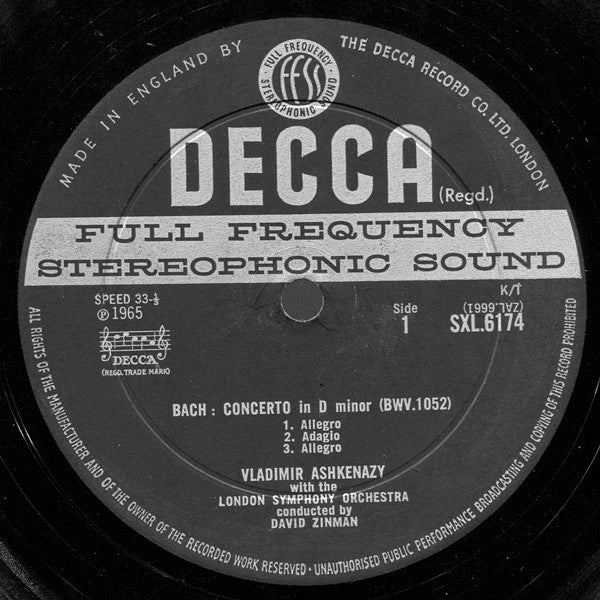 MADE IN ENGLAND BY
THE DECCA RECORD CO. LTD. LONDON
FULL FREQUENCY
FFSS
STEREOPHONIC SOUND
DECCA (Regd.)
FULL FREQUENCY
STEREOPHONIC SOUND
SPEED 33-⅓
℗ 1965
DECCA
(REGD. TRADE MARK)
K/T
(ZAL.6661)
Side
1
SXL.6174
BACH : CONCERTO in D minor (BWV.1052)
1. Allegro
2. Adagio
3. Allegro
VLADIMIR ASHKENAZY
with the
LONDON SYMPHONY ORCHESTRA
conducted by
DAVID ZINMAN
ALL RIGHTS OF THE MANUFACTURER AND OF THE OWNER OF THE RECORDED WORK RESERVED · UNAUTHORISED PUBLIC PERFORMANCE BROADCASTING AND COPYING OF THIS RECORD PROHIBITED